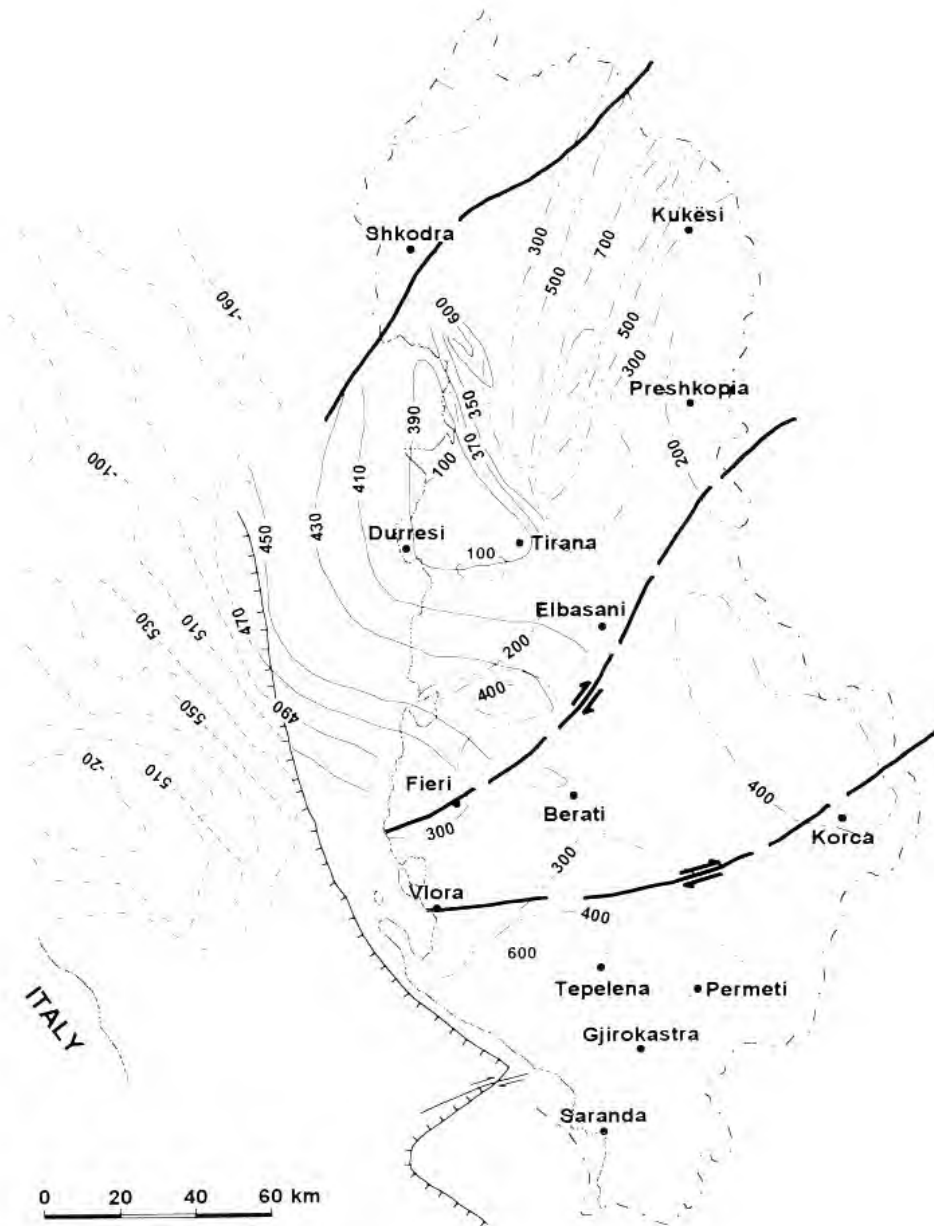 Kukësi
Shkodra
300
700
-160
500
600
500
300
Preshkopia
350
390
370
200
100
410
-100
430
450
Durresi
Tirana
100
470
510
530
Elbasani
200
400
490
550
-20
510
Fieri
300
Berati
400
Korca
300
Vlora
400
600
Tepelena
Permeti
ITALY
Gjirokastra
Saranda
0 20 40 60 km